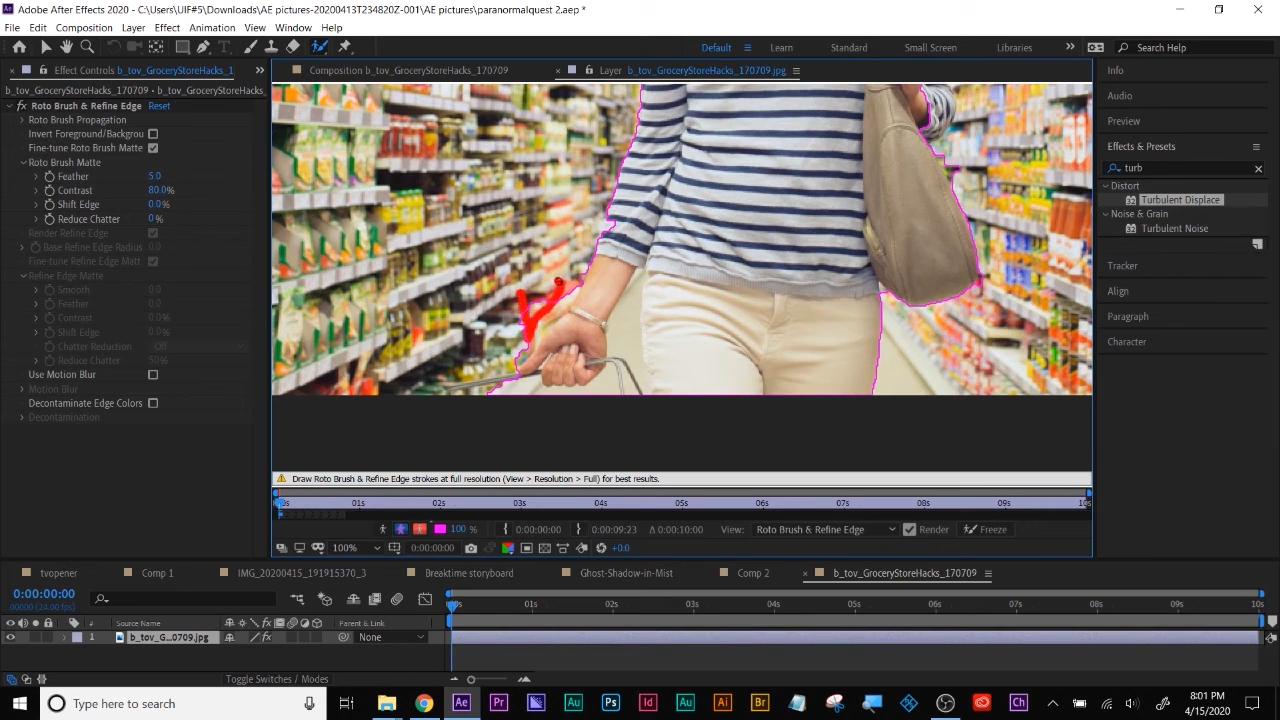 Adobe After Effects 2020 - C:\Users\UIF#5\Downloads\AE pictures-20200413T234820Z-001\AE pictures\paranormalquest 2.aep *
File Edit Composition Layer Effect Animation View Window Help
Default Learn Standard Small Screen Libraries Search Help
Effect Controls b_tov_GroceryStoreHacks_1
Composition b_tov_GroceryStoreHacks_170709
Layer b_tov_GroceryStoreHacks_170709.jpg
b_tov_GroceryStoreHacks_170709 • b_tov_GroceryStoreHacks_
Roto Brush & Refine Edge Reset
Roto Brush Propagation
Invert Foreground/Backgrou
Fine-tune Roto Brush Matte
Roto Brush Matte
Feather 5.0
Contrast 80.0%
Shift Edge 0.0%
Reduce Chatter 0%
Render Refine Edge
Base Refine Edge Radius 0.0
Fine-tune Refine Edge Matt
Refine Edge Matte
Smooth 0.0
Feather 0.0
Contrast 0.0%
Shift Edge 0.0%
Chatter Reduction Off
Reduce Chatter 50%
Use Motion Blur
Motion Blur
Decontaminate Edge Colors
Decontamination
Info
Audio
Preview
Effects & Presets
turb
Distort
Turbulent Displace
Noise & Grain
Turbulent Noise
Tracker
Align
Paragraph
Character
Draw Roto Brush & Refine Edge strokes at full resolution (View > Resolution > Full) for best results.
00s 01s 02s 03s 04s 05s 06s 07s 08s 09s 10s
100 % 0:00:00:00 0:00:09:23 Δ 0:00:10:00 View: Roto Brush & Refine Edge Render Freeze
100% 0:00:00:00 +0.0
tvopener Comp 1 IMG_20200415_191915370_3 Breaktime storyboard Ghost-Shadow-in-Mist Comp 2 b_tov_GroceryStoreHacks_170709
0:00:00:00
00000 (24.00 fps)
00s 01s 02s 03s 04s 05s 06s 07s 08s 09s 10s
# Source Name Parent & Link
1 b_tov_G...0709.jpg None
Toggle Switches / Modes
Type here to search
8:01 PM
4/15/2020